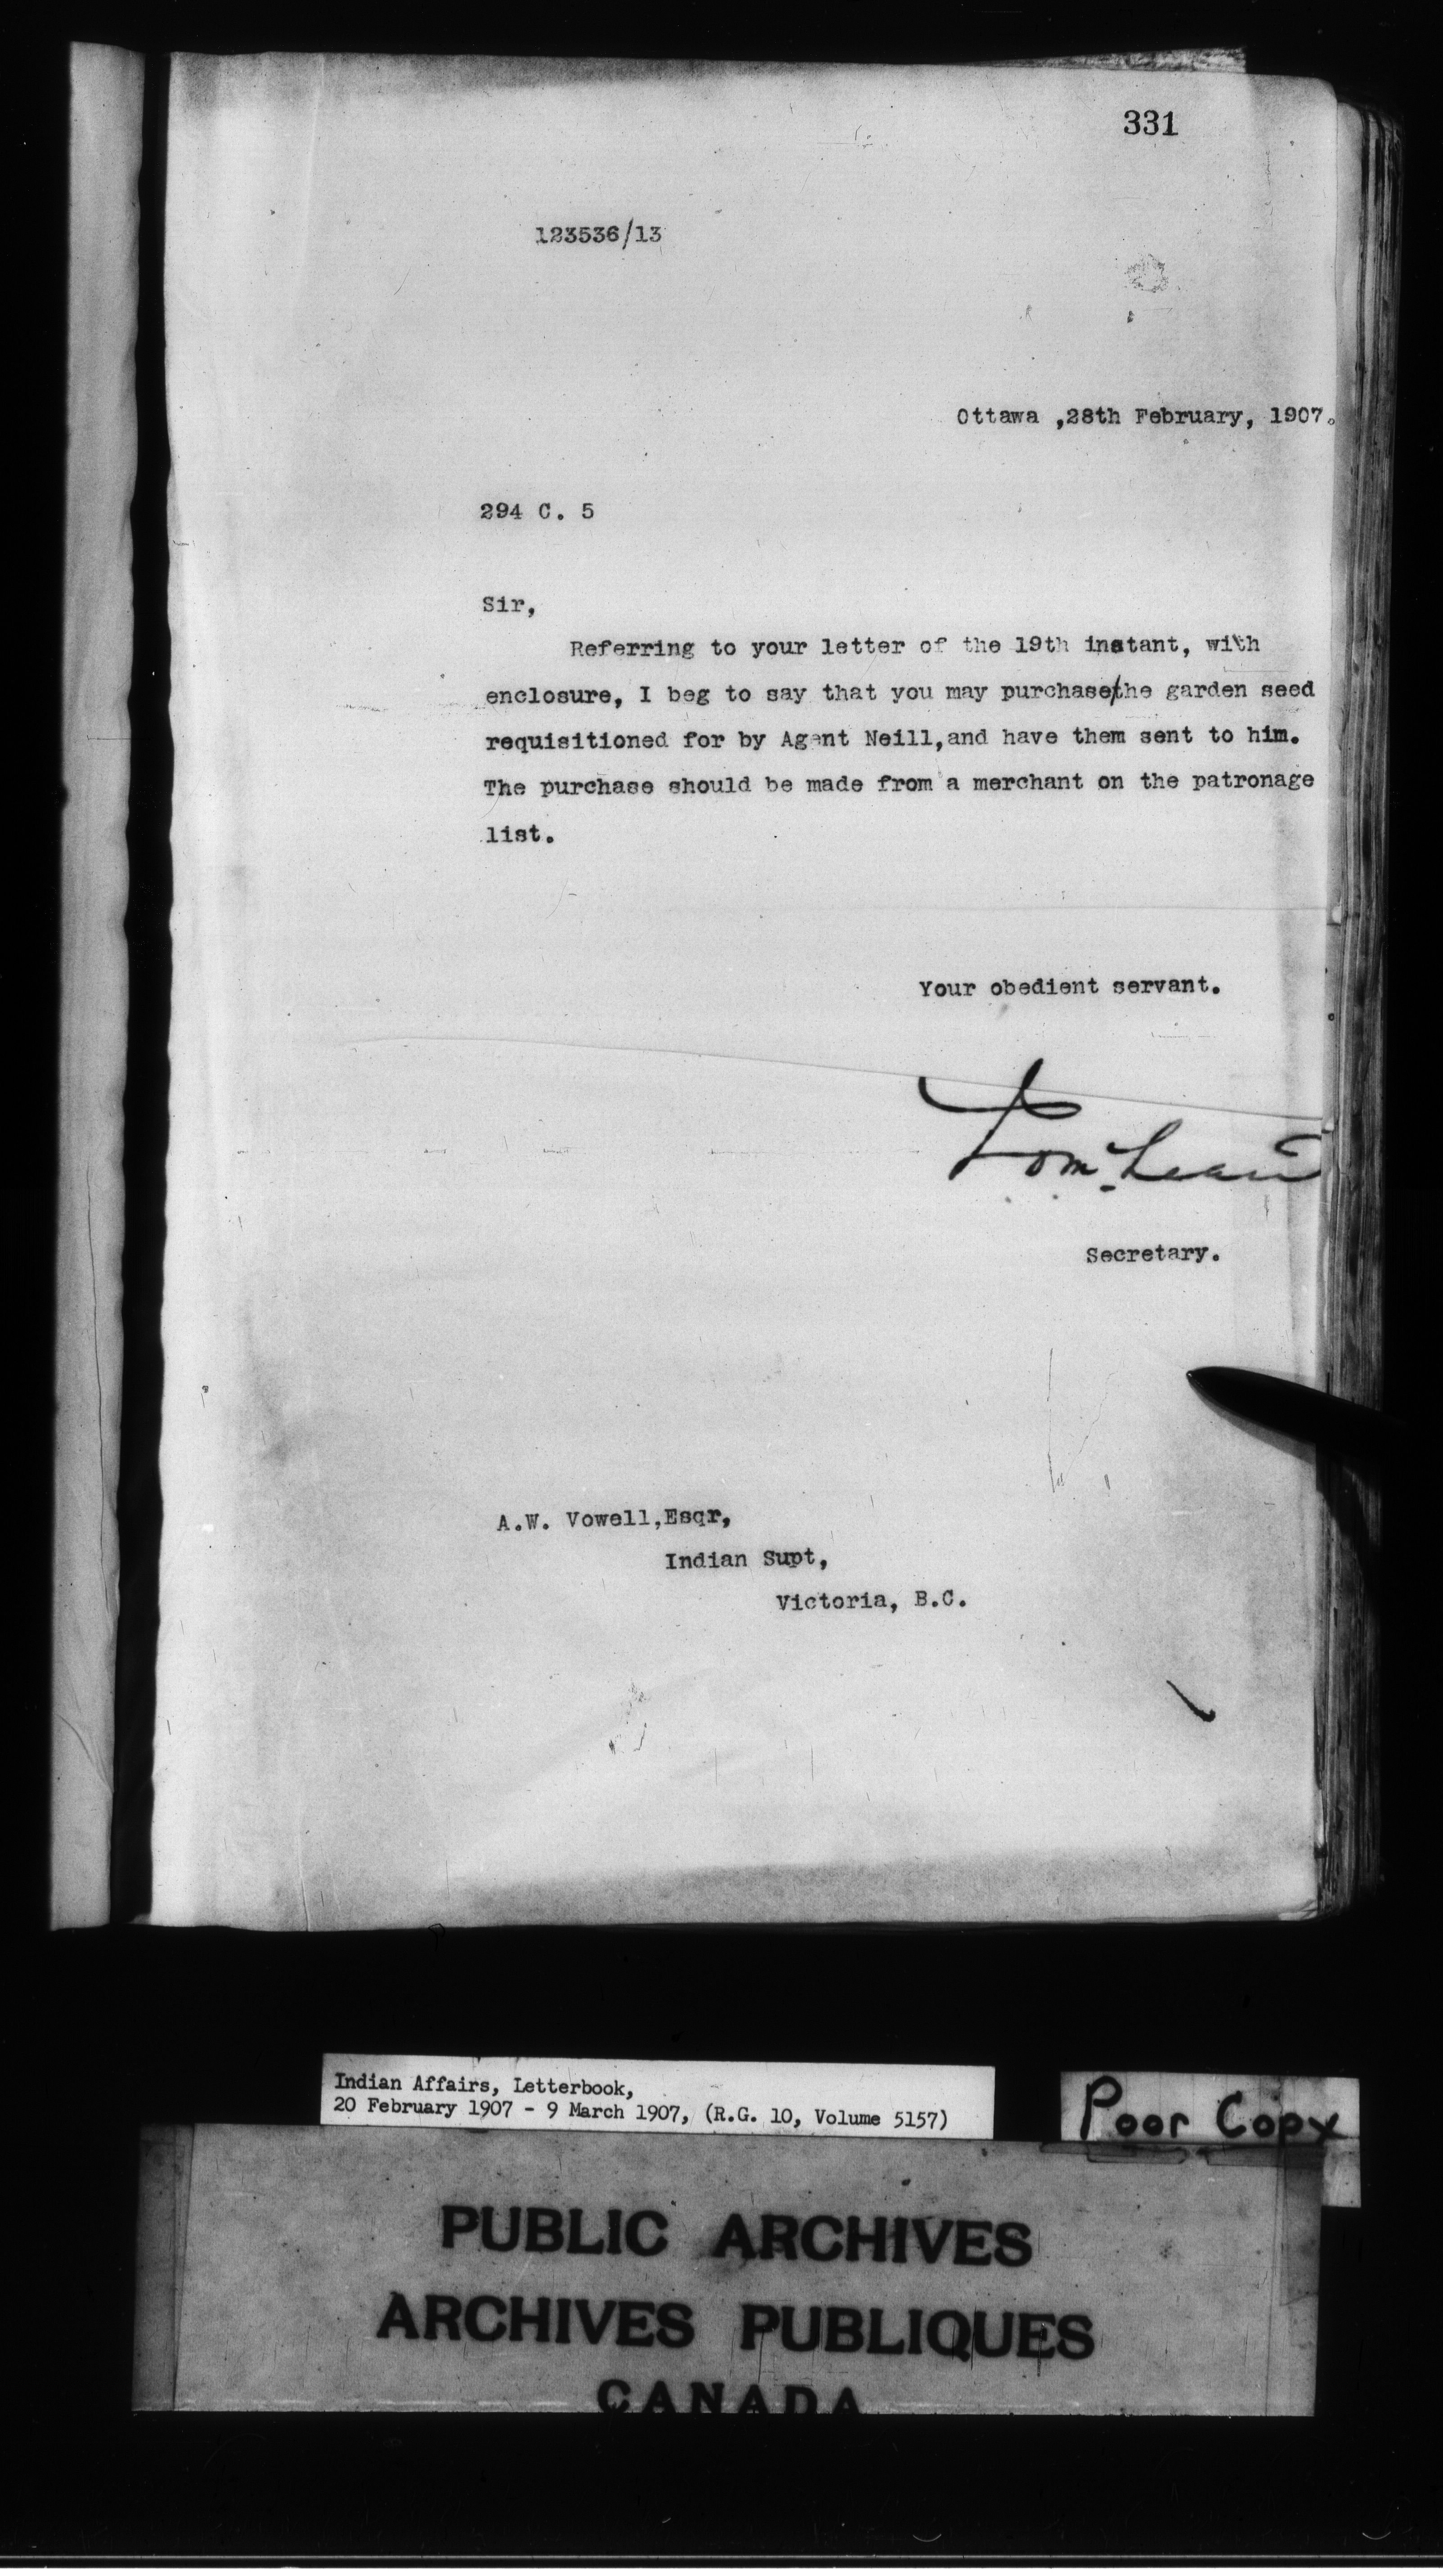 331
123536/13
Ottawa ,28th February, 1907.
294 C. 5
Sir,
Referring to your letter of the 19th instant, with
enclosure, I beg to say that you may purchase/the garden seed
requisitioned for by Agent Neill,and have them sent to him.
The purchase should be made from a merchant on the patronage
list.
Your obedient servant.
Secretary.
A.W. Vowell,Esqr,
Indian Supt,
Victoria, B.C.
Indian Affairs, Letterbook,
20 February 1907 - 9 March 1907, (R.G. 10, Volume 5157)
Poor Copy
PUBLIC ARCHIVES
ARCHIVES PUBLIQUES
CANADA